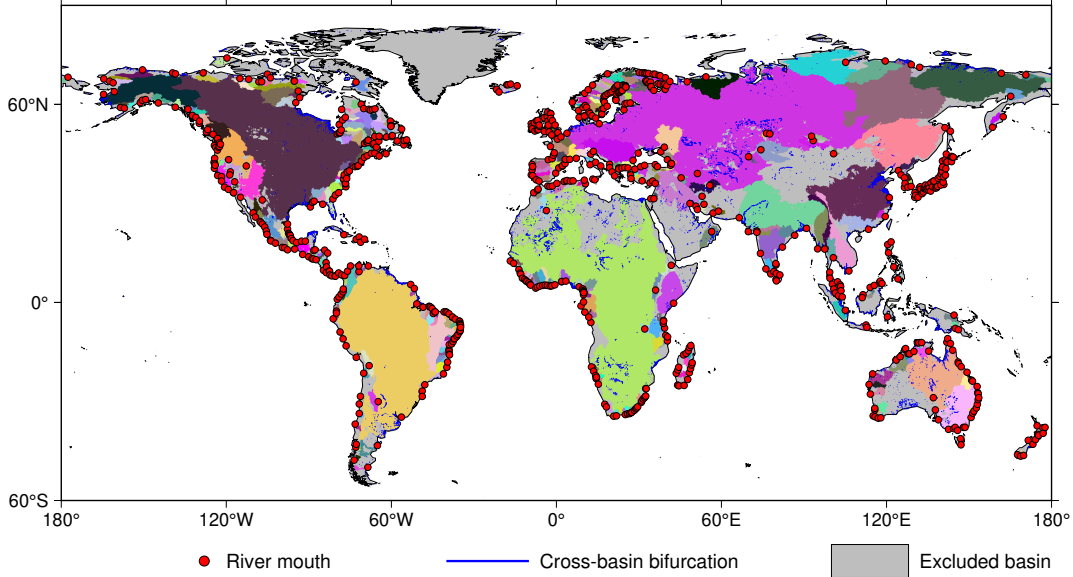 60°N
0°
60°S
180° 120°W 60°W 0° 60°E 120°E 180°
River mouth Cross-basin bifurcation Excluded basin